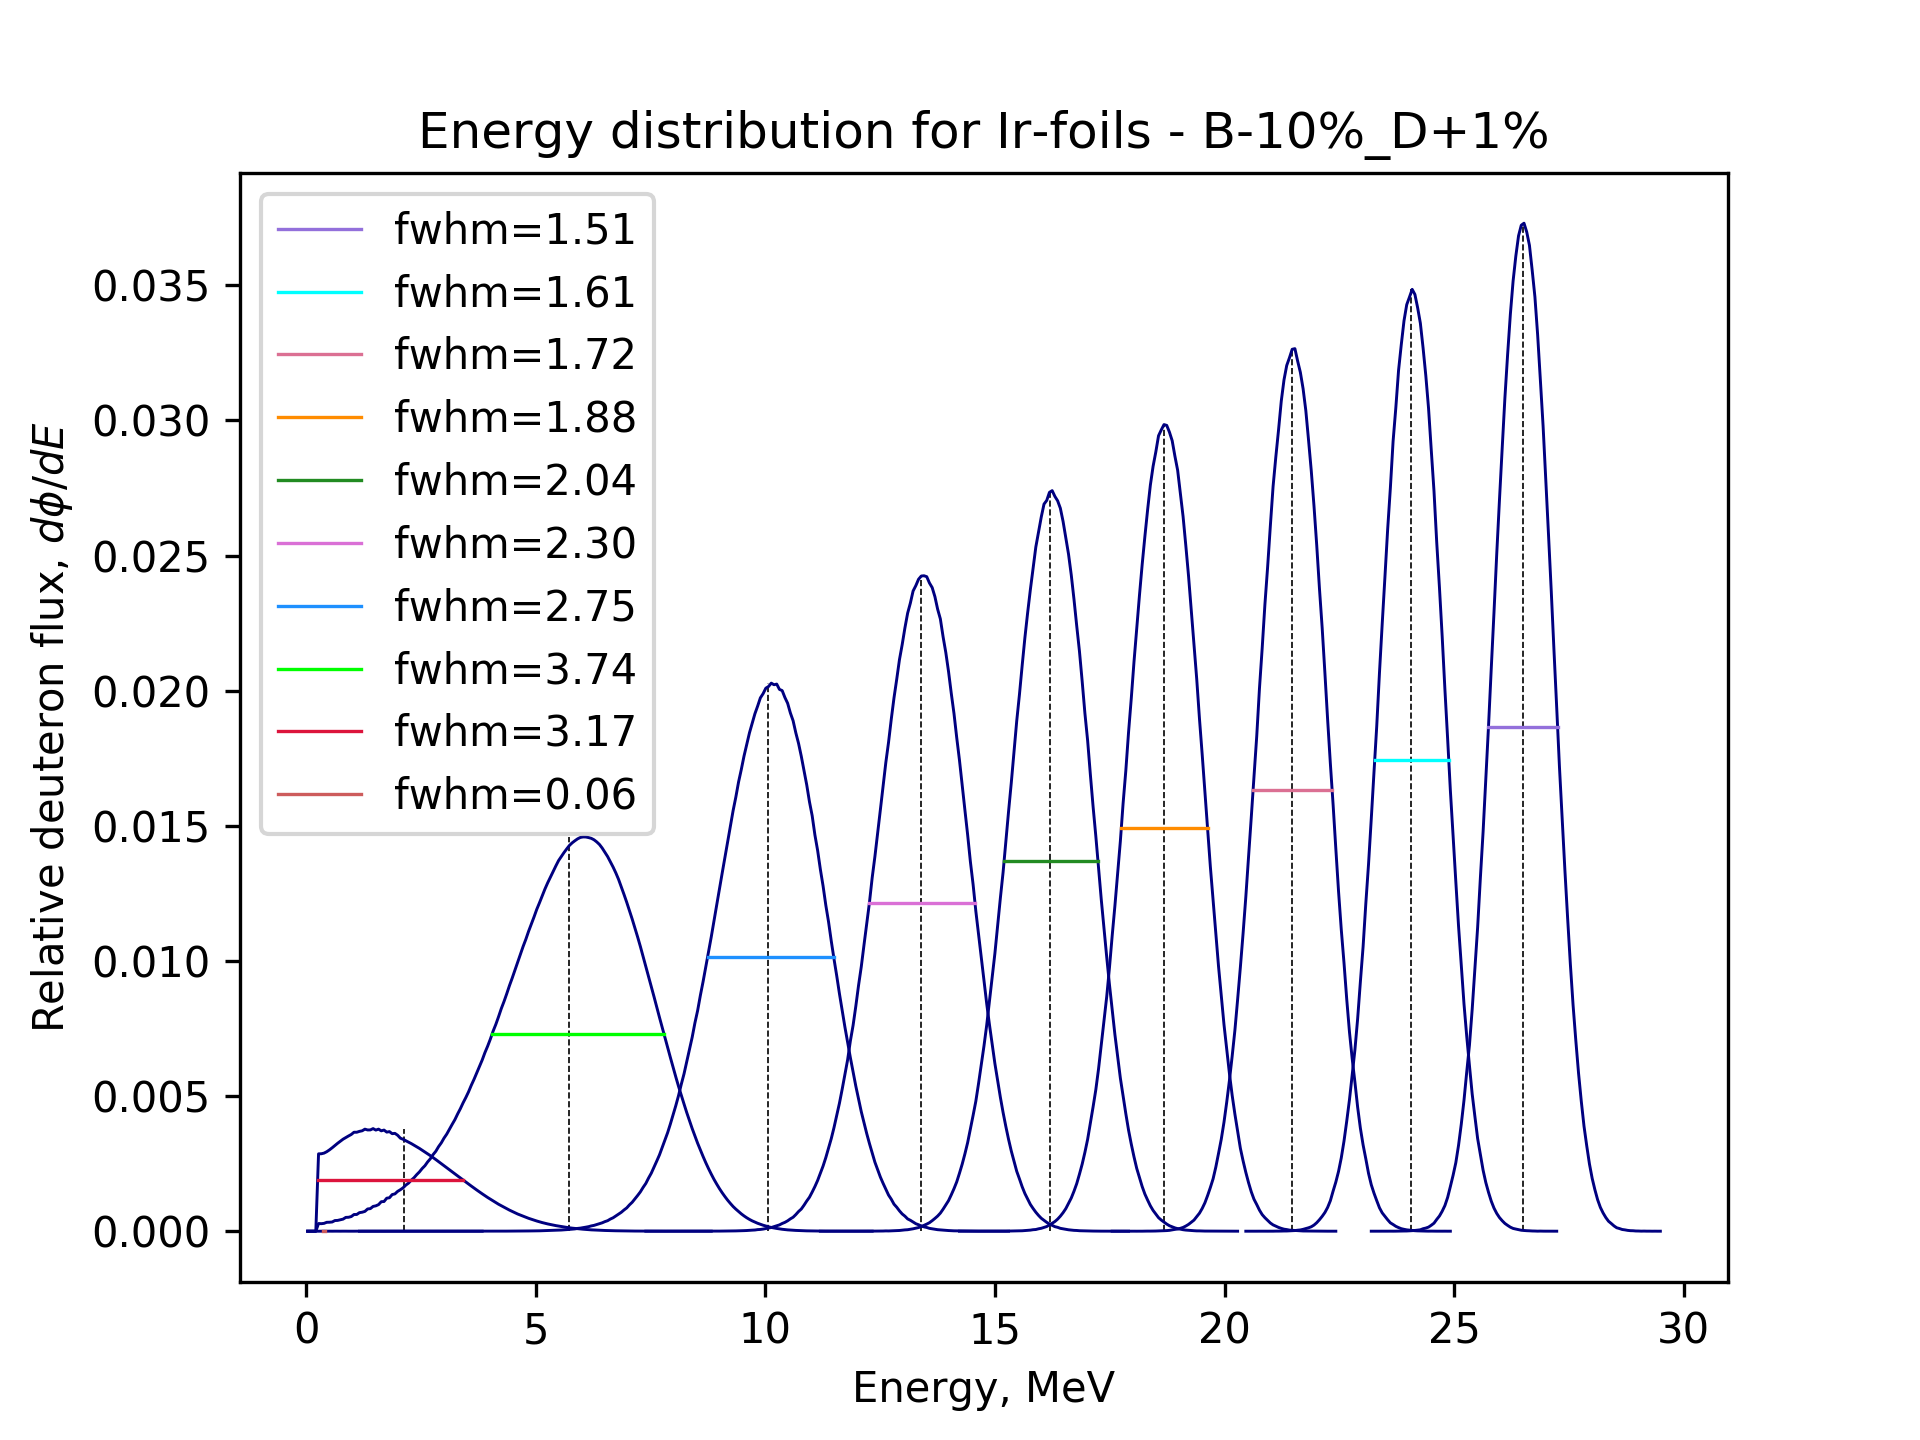 Energy distribution for Ir-foils - B-10%_D+1%
fwhm=1.51
fwhm=1.61
fwhm=1.72
fwhm=1.88
fwhm=2.04
fwhm=2.30
fwhm=2.75
fwhm=3.74
fwhm=3.17
fwhm=0.06
Relative deuteron flux, dϕ/dE
0.035
0.030
0.025
0.020
0.015
0.010
0.005
0.000
0 5 10 15 20 25 30
Energy, MeV